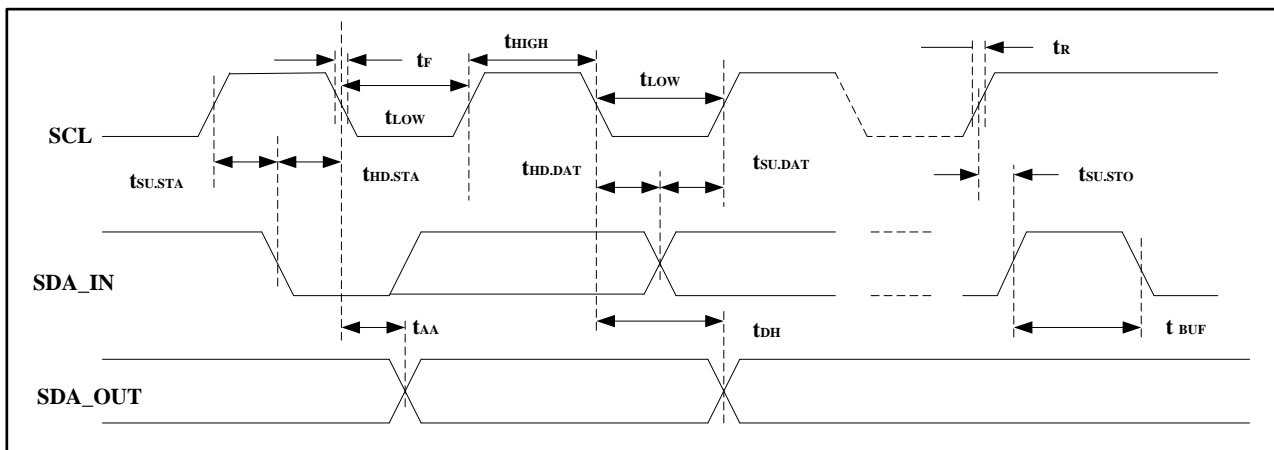 tHIGH
tR
tF
tLOW
tLOW
SCL
tSU.STA
tHD.STA
tHD.DAT
tSU.DAT
tSU.STO
SDA_IN
tAA
tDH
t BUF
SDA_OUT